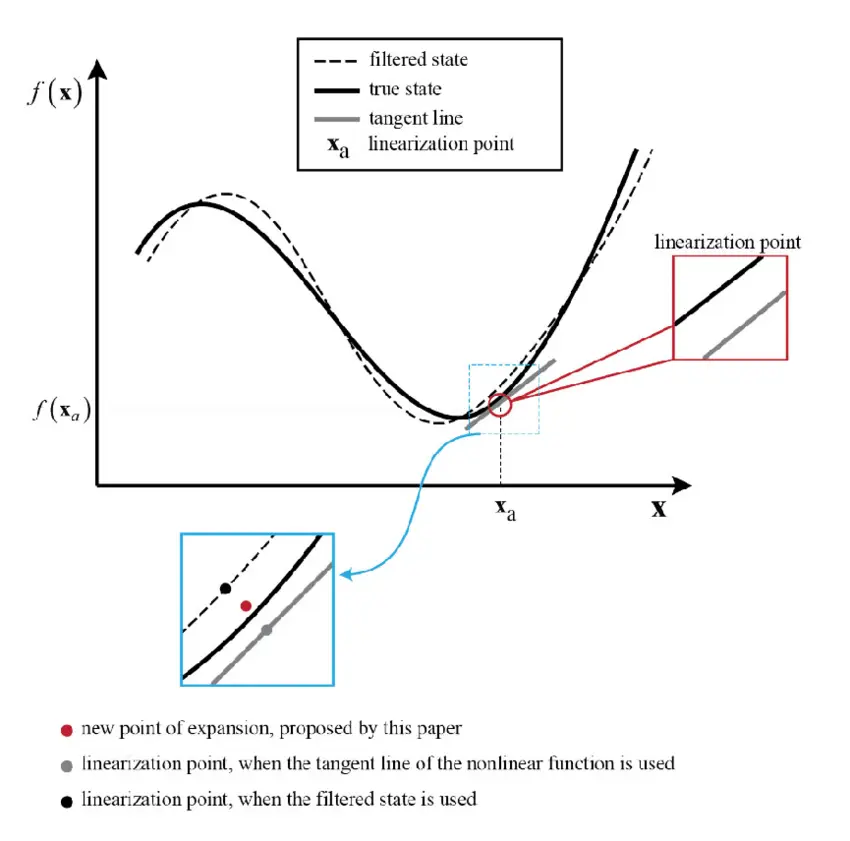 filtered state
true state
tangent line
𝐱ₐ linearization point
f(𝐱)
linearization point
f(𝐱ₐ)
𝐱ₐ
𝐱
new point of expansion, proposed by this paper
linearization point, when the tangent line of the nonlinear function is used
linearization point, when the filtered state is used